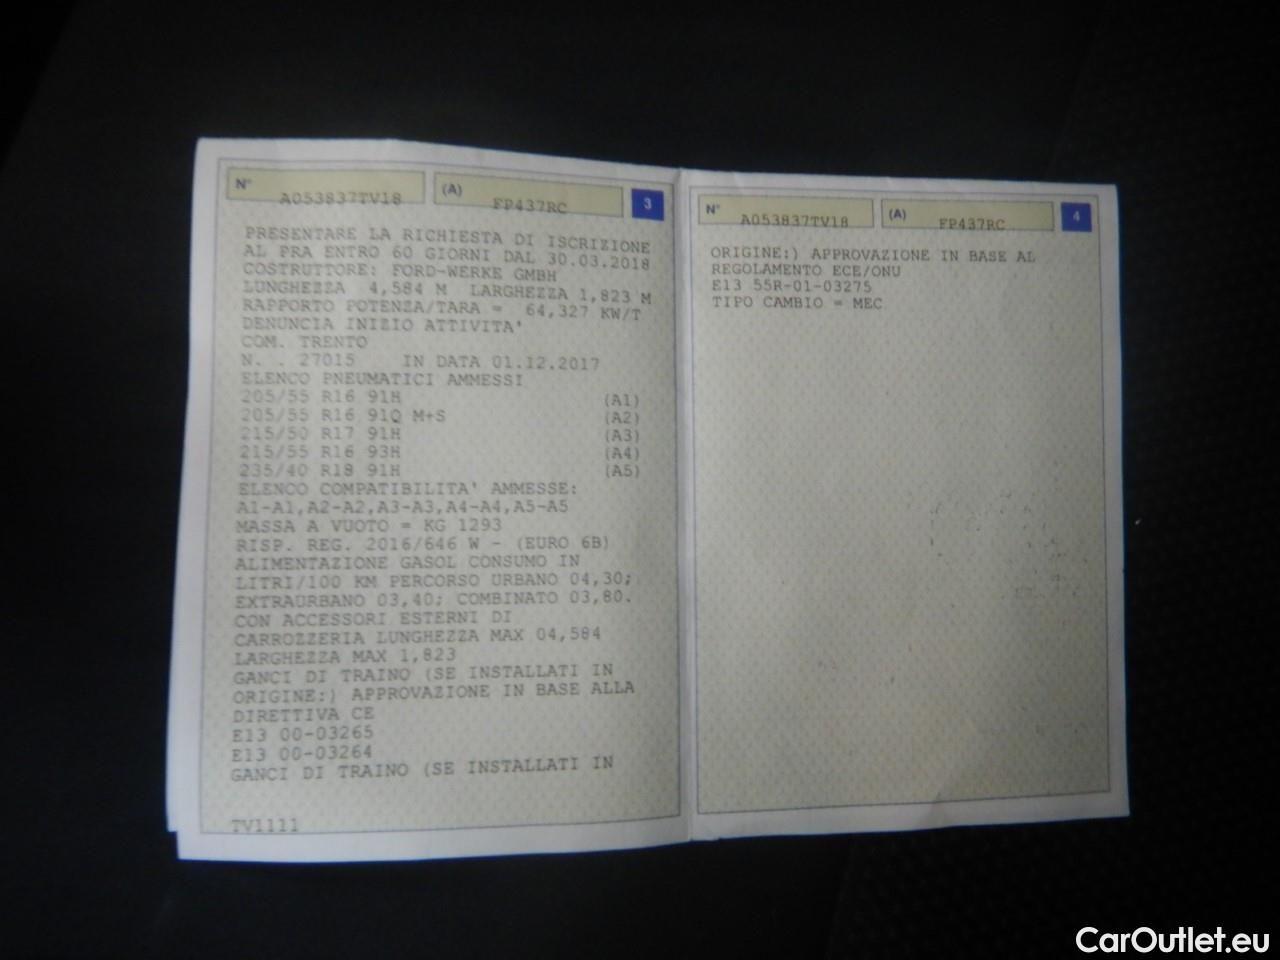 N° A053837TV18 (A) FP437RC 3
PRESENTARE LA RICHIESTA DI ISCRIZIONE
AL PRA ENTRO 60 GIORNI DAL 30.03.2018
COSTRUTTORE: FORD-WERKE GMBH
LUNGHEZZA 4,584 M LARGHEZZA 1,823 M
RAPPORTO POTENZA/TARA = 64,327 KW/T
DENUNCIA INIZIO ATTIVITA'
COM. TRENTO
N. . 27015 IN DATA 01.12.2017
ELENCO PNEUMATICI AMMESSI
205/55 R16 91H (A1)
205/55 R16 91Q M+S (A2)
215/50 R17 91H (A3)
215/55 R16 93H (A4)
235/40 R18 91H (A5)
ELENCO COMPATIBILITA' AMMESSE:
A1-A1,A2-A2,A3-A3,A4-A4,A5-A5
MASSA A VUOTO = KG 1293
RISP. REG. 2016/646 W - (EURO 6B)
ALIMENTAZIONE GASOL CONSUMO IN
LITRI/100 KM PERCORSO URBANO 04,30;
EXTRAURBANO 03,40; COMBINATO 03,80.
CON ACCESSORI ESTERNI DI
CARROZZERIA LUNGHEZZA MAX 04,584
LARGHEZZA MAX 1,823
GANCI DI TRAINO (SE INSTALLATI IN
ORIGINE:) APPROVAZIONE IN BASE ALLA
DIRETTIVA CE
E13 00-03265
E13 00-03264
GANCI DI TRAINO (SE INSTALLATI IN
TV1111
N° A053837TV18 (A) FP437RC 4
ORIGINE:) APPROVAZIONE IN BASE AL
REGOLAMENTO ECE/ONU
E13 55R-01-03275
TIPO CAMBIO = MEC
CarOutlet.eu